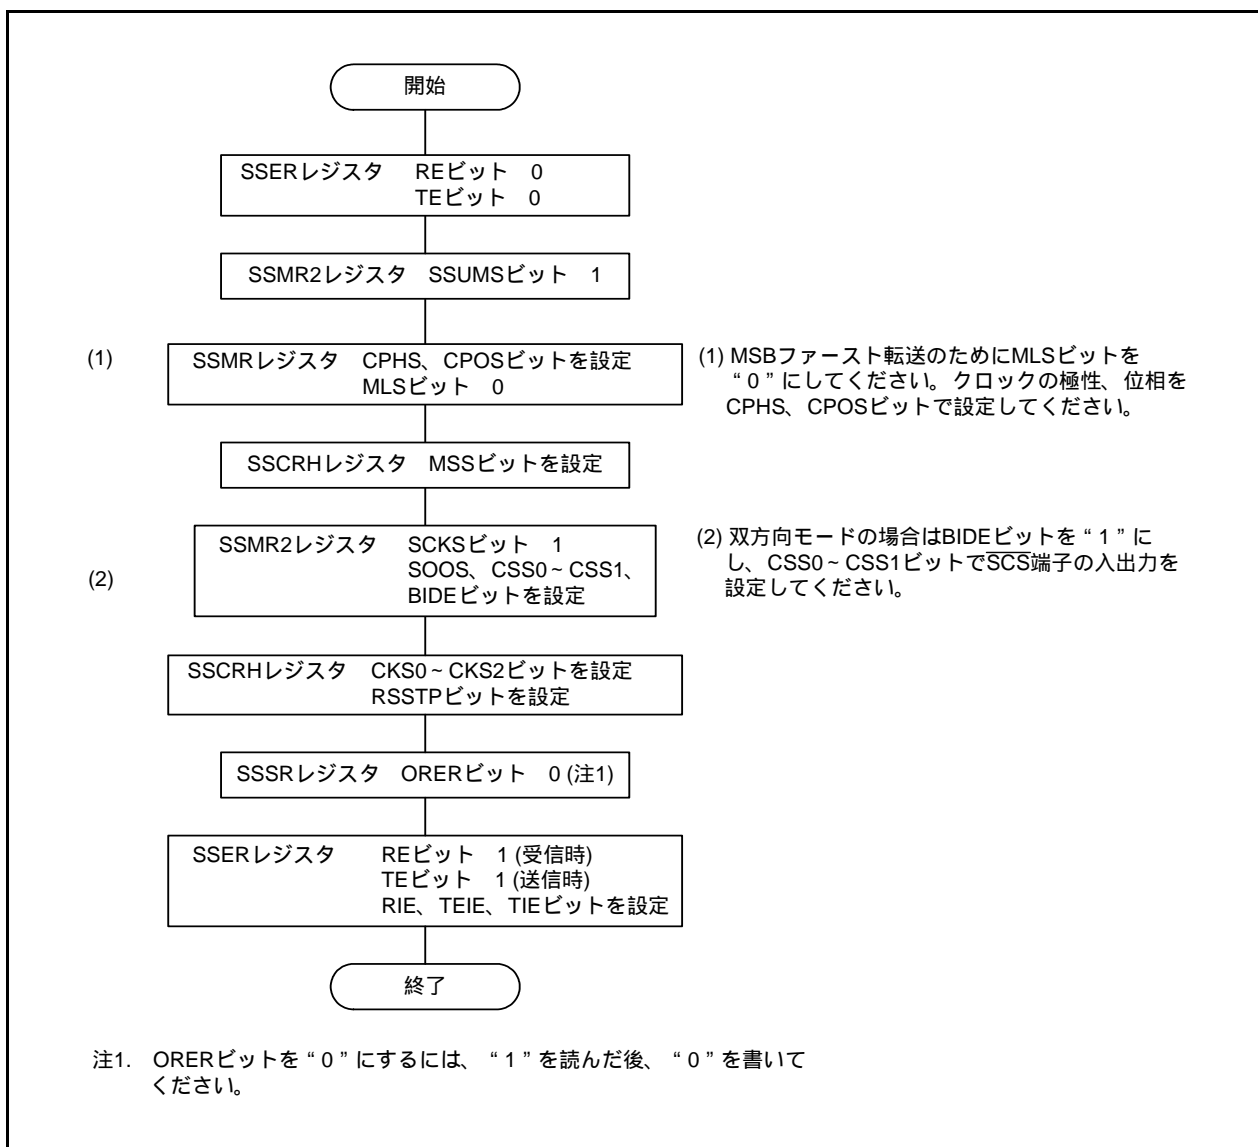 開始
SSERレジスタ REビット 0
TEビット 0
SSMR2レジスタ SSUMSビット 1
(1)
SSMRレジスタ CPHS、CPOSビットを設定
MLSビット 0
(1) MSBファースト転送のためにMLSビットを
“0”にしてください。クロックの極性、位相を
CPHS、CPOSビットで設定してください。
SSCRHレジスタ MSSビットを設定
(2)
SSMR2レジスタ SCKSビット 1
SOOS、CSS0~CSS1、
BIDEビットを設定
(2) 双方向モードの場合はBIDEビットを“1”に
し、CSS0~CSS1ビットでSCS端子の入出力を
設定してください。
SSCRHレジスタ CKS0~CKS2ビットを設定
RSSTPビットを設定
SSSRレジスタ ORERビット 0 (注1)
SSERレジスタ REビット 1 (受信時)
TEビット 1 (送信時)
RIE、TEIE、TIEビットを設定
終了
注1. ORERビットを“0”にするには、“1”を読んだ後、“0”を書いて
ください。